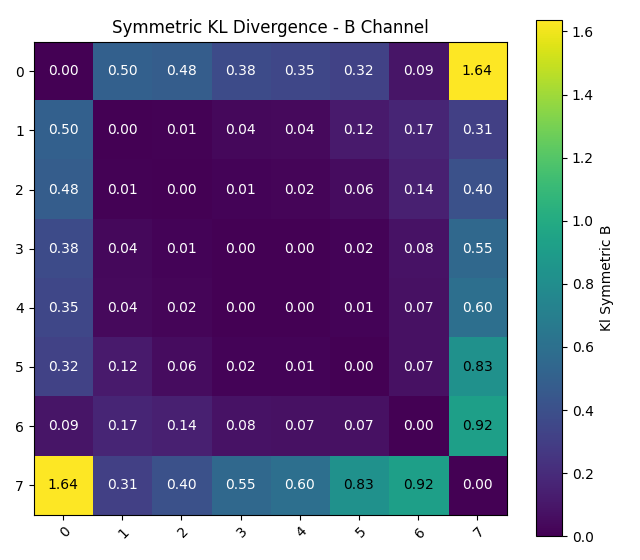 Symmetric KL Divergence - B Channel
0 0.00 0.50 0.48 0.38 0.35 0.32 0.09 1.64
1 0.50 0.00 0.01 0.04 0.04 0.12 0.17 0.31
2 0.48 0.01 0.00 0.01 0.02 0.06 0.14 0.40
3 0.38 0.04 0.01 0.00 0.00 0.02 0.08 0.55
4 0.35 0.04 0.02 0.00 0.00 0.01 0.07 0.60
5 0.32 0.12 0.06 0.02 0.01 0.00 0.07 0.83
6 0.09 0.17 0.14 0.08 0.07 0.07 0.00 0.92
7 1.64 0.31 0.40 0.55 0.60 0.83 0.92 0.00
0 1 2 3 4 5 6 7
1.6
1.4
1.2
1.0
0.8
0.6
0.4
0.2
0.0
Kl Symmetric B